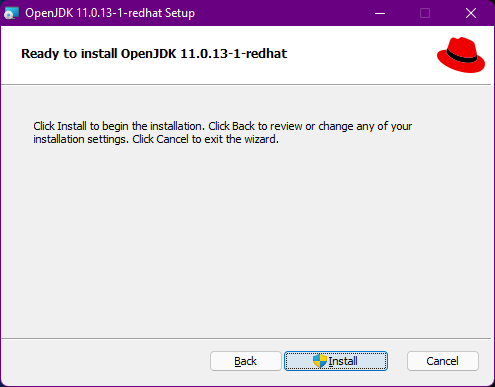 OpenJDK 11.0.13-1-redhat Setup
Ready to install OpenJDK 11.0.13-1-redhat
Click Install to begin the installation. Click Back to review or change any of your
installation settings. Click Cancel to exit the wizard.
Back
Install
Cancel